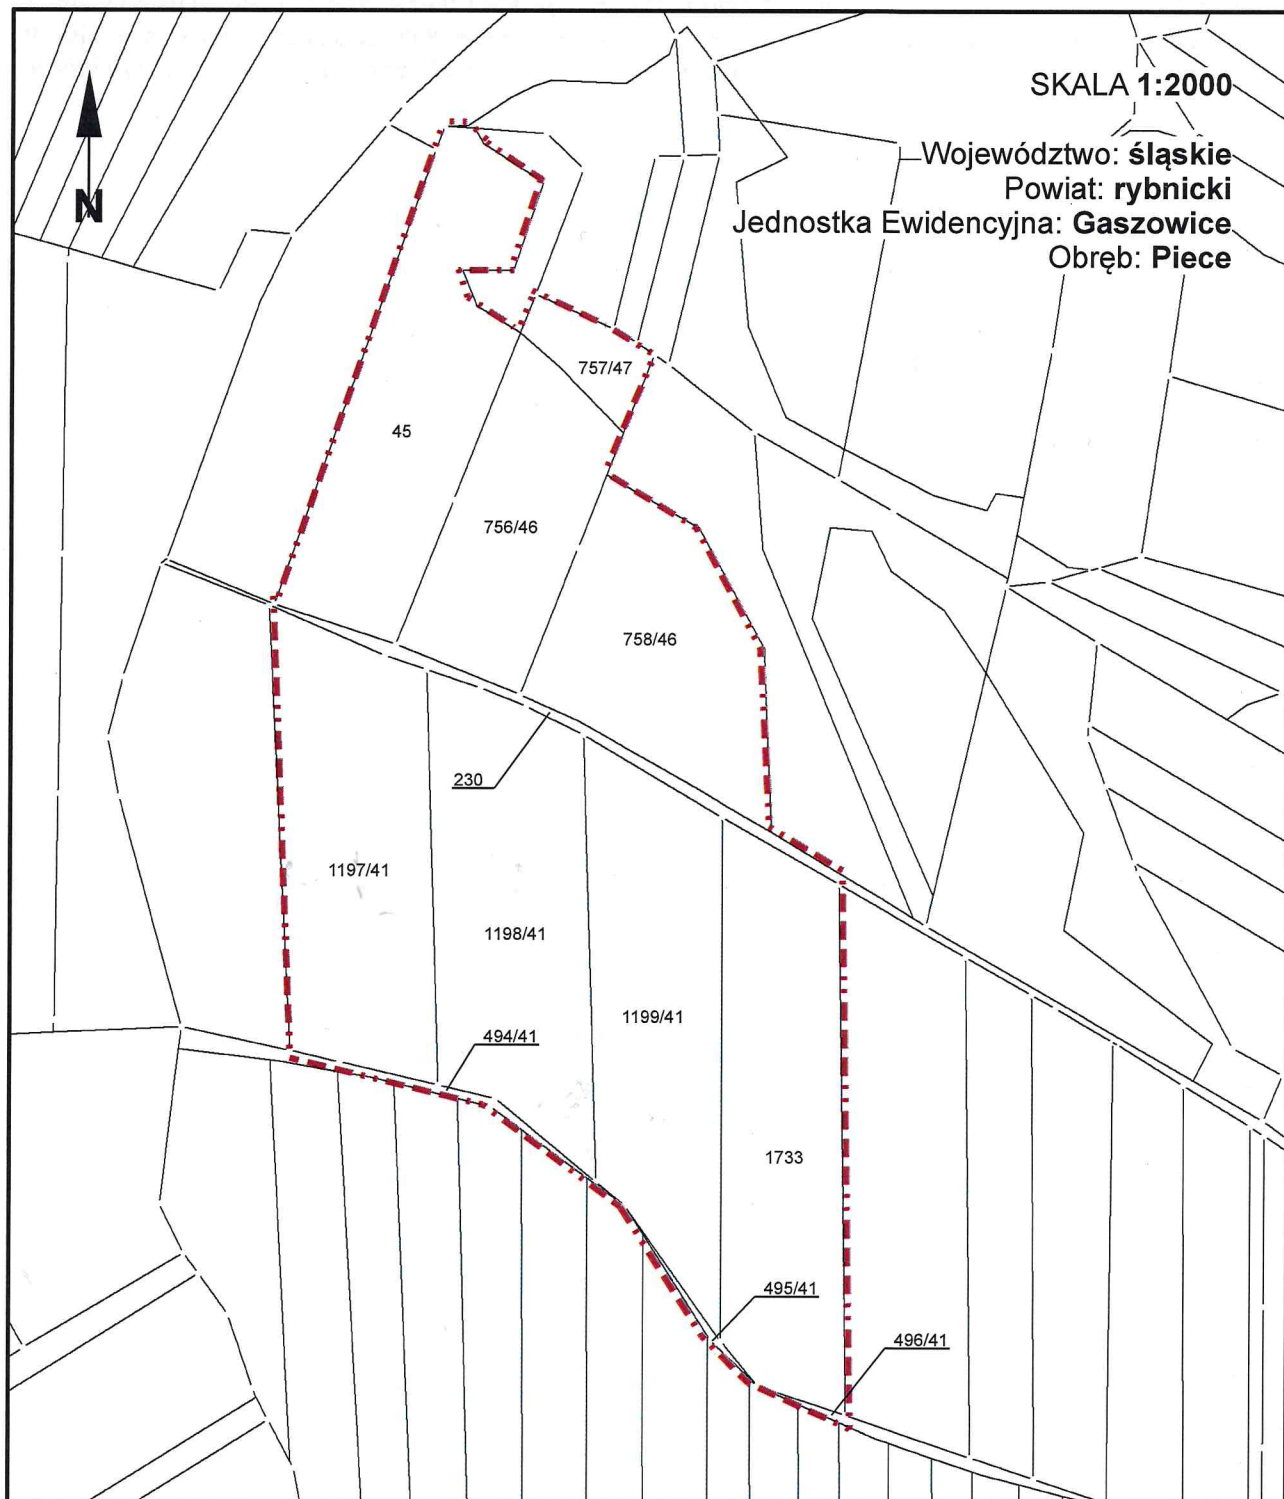 SKALA 1:2000
N
Województwo: śląskie
Powiat: rybnicki
Jednostka Ewidencyjna: Gaszowice
Obręb: Piece
757/47
45
756/46
758/46
230
1197/41
1198/41
1199/41
494/41
1733
495/41
496/41